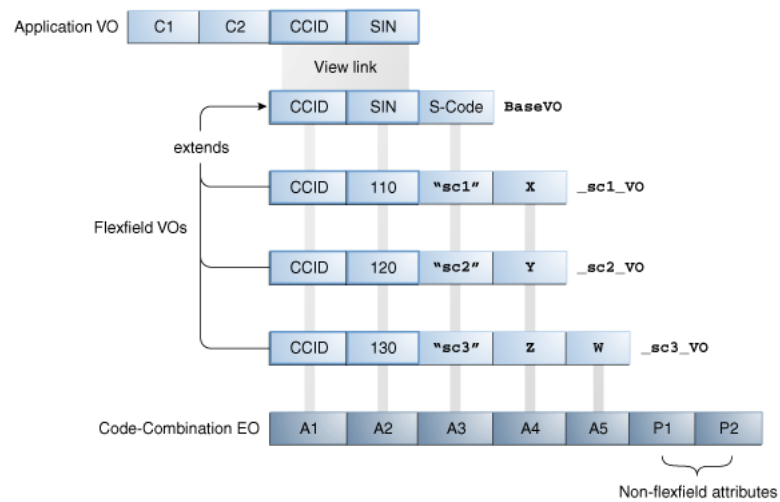 Application VO C1 C2 CCID SIN
View link
CCID SIN S-Code BaseVO
extends
CCID 110 "sc1" X _sc1_VO
Flexfield VOs
CCID 120 "sc2" Y _sc2_VO
CCID 130 "sc3" Z W _sc3_VO
Code-Combination EO A1 A2 A3 A4 A5 P1 P2
Non-flexfield attributes